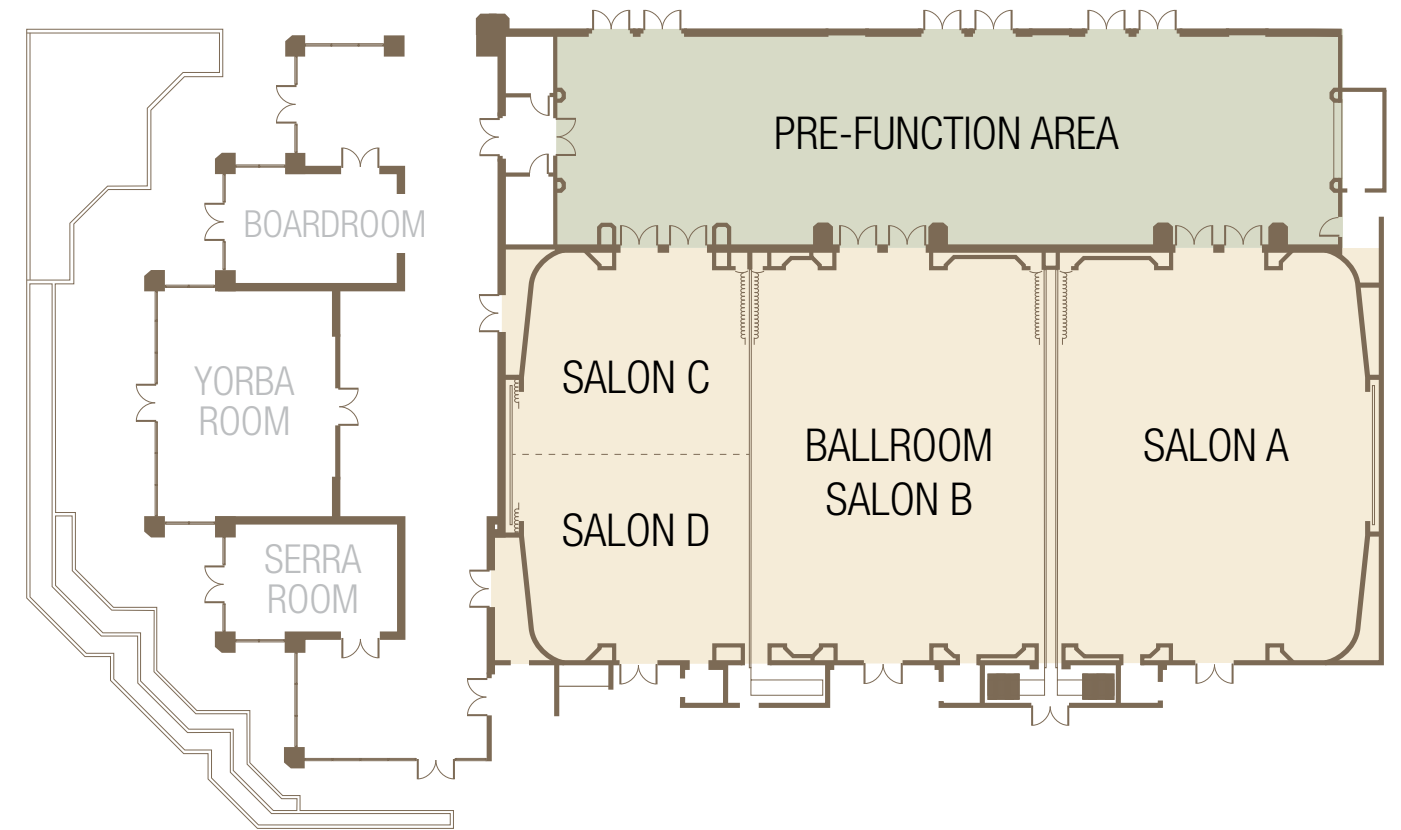 PRE-FUNCTION AREA
BOARDROOM
YORBA
ROOM
SERRA
ROOM
SALON C
SALON D
BALLROOM
SALON B
SALON A